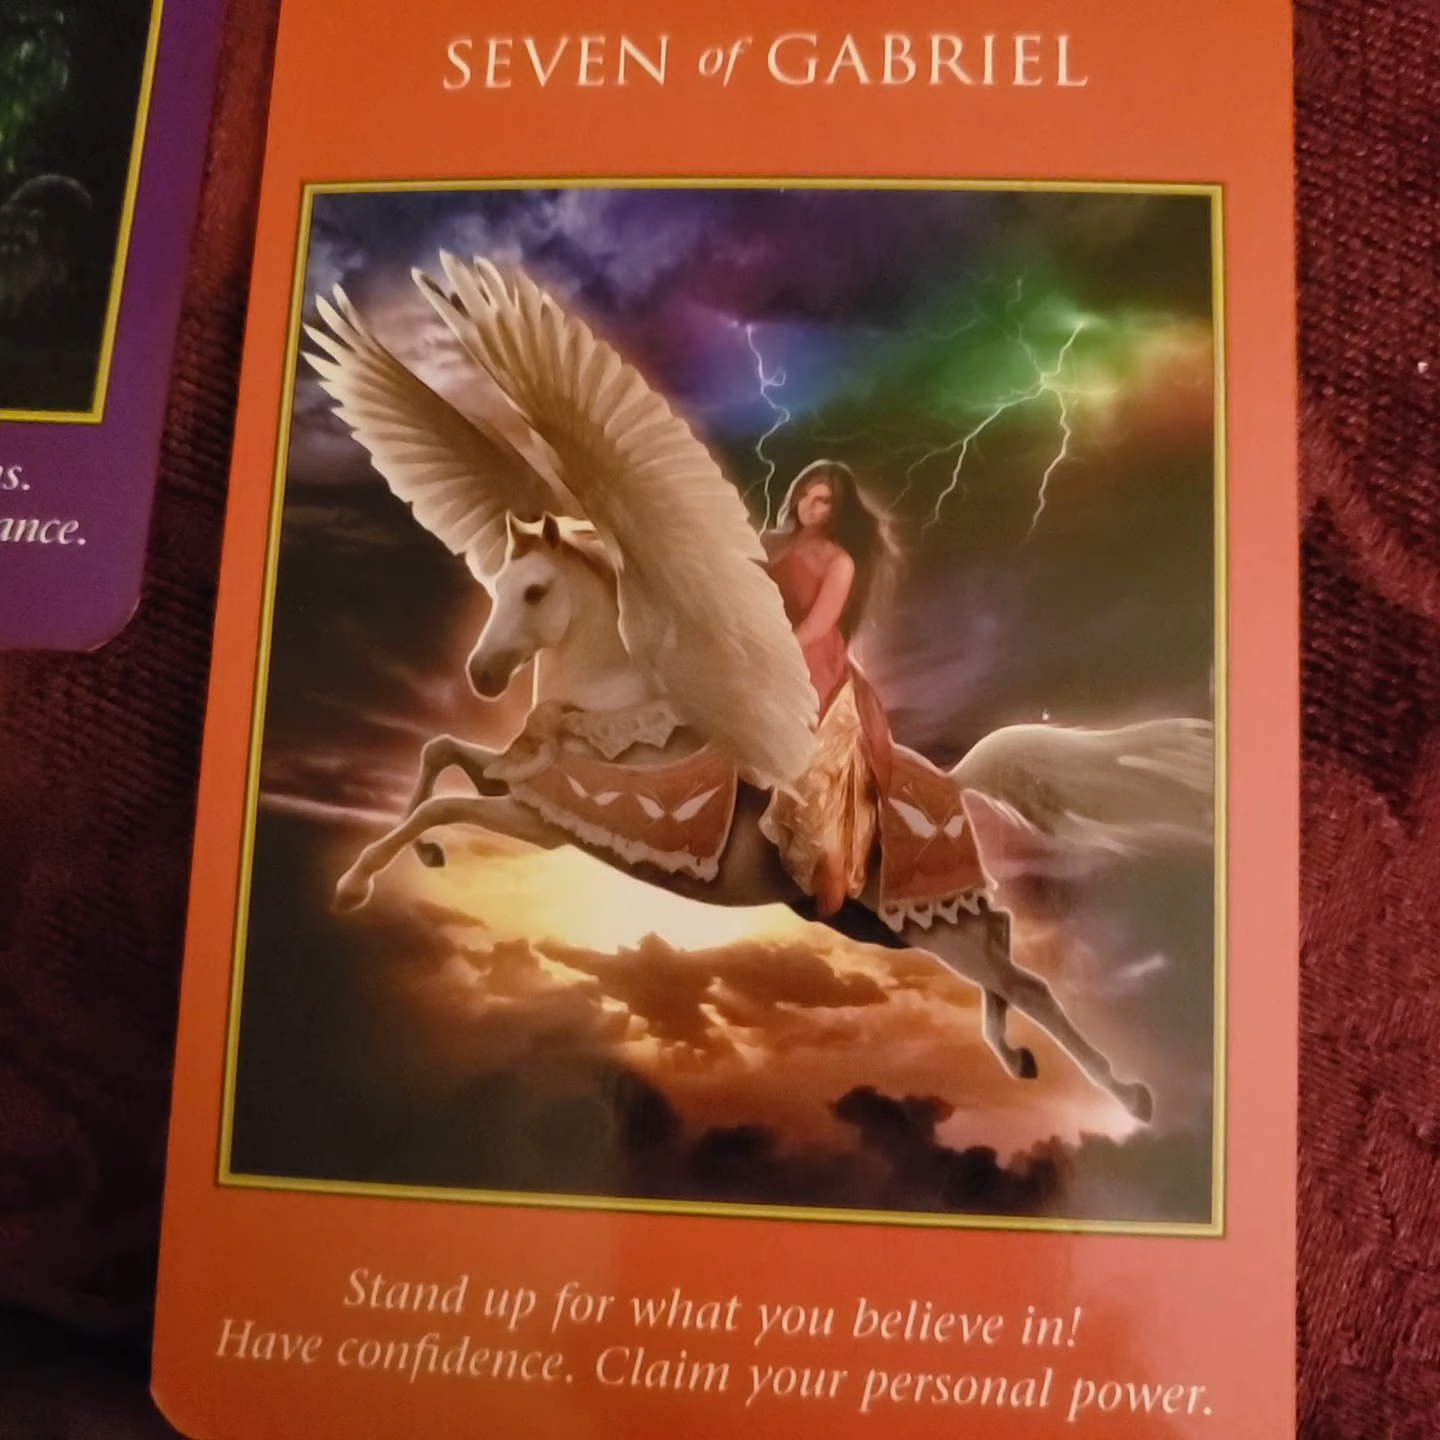 SEVEN of GABRIEL
s.
ance.
Stand up for what you believe in!
Have confidence. Claim your personal power.